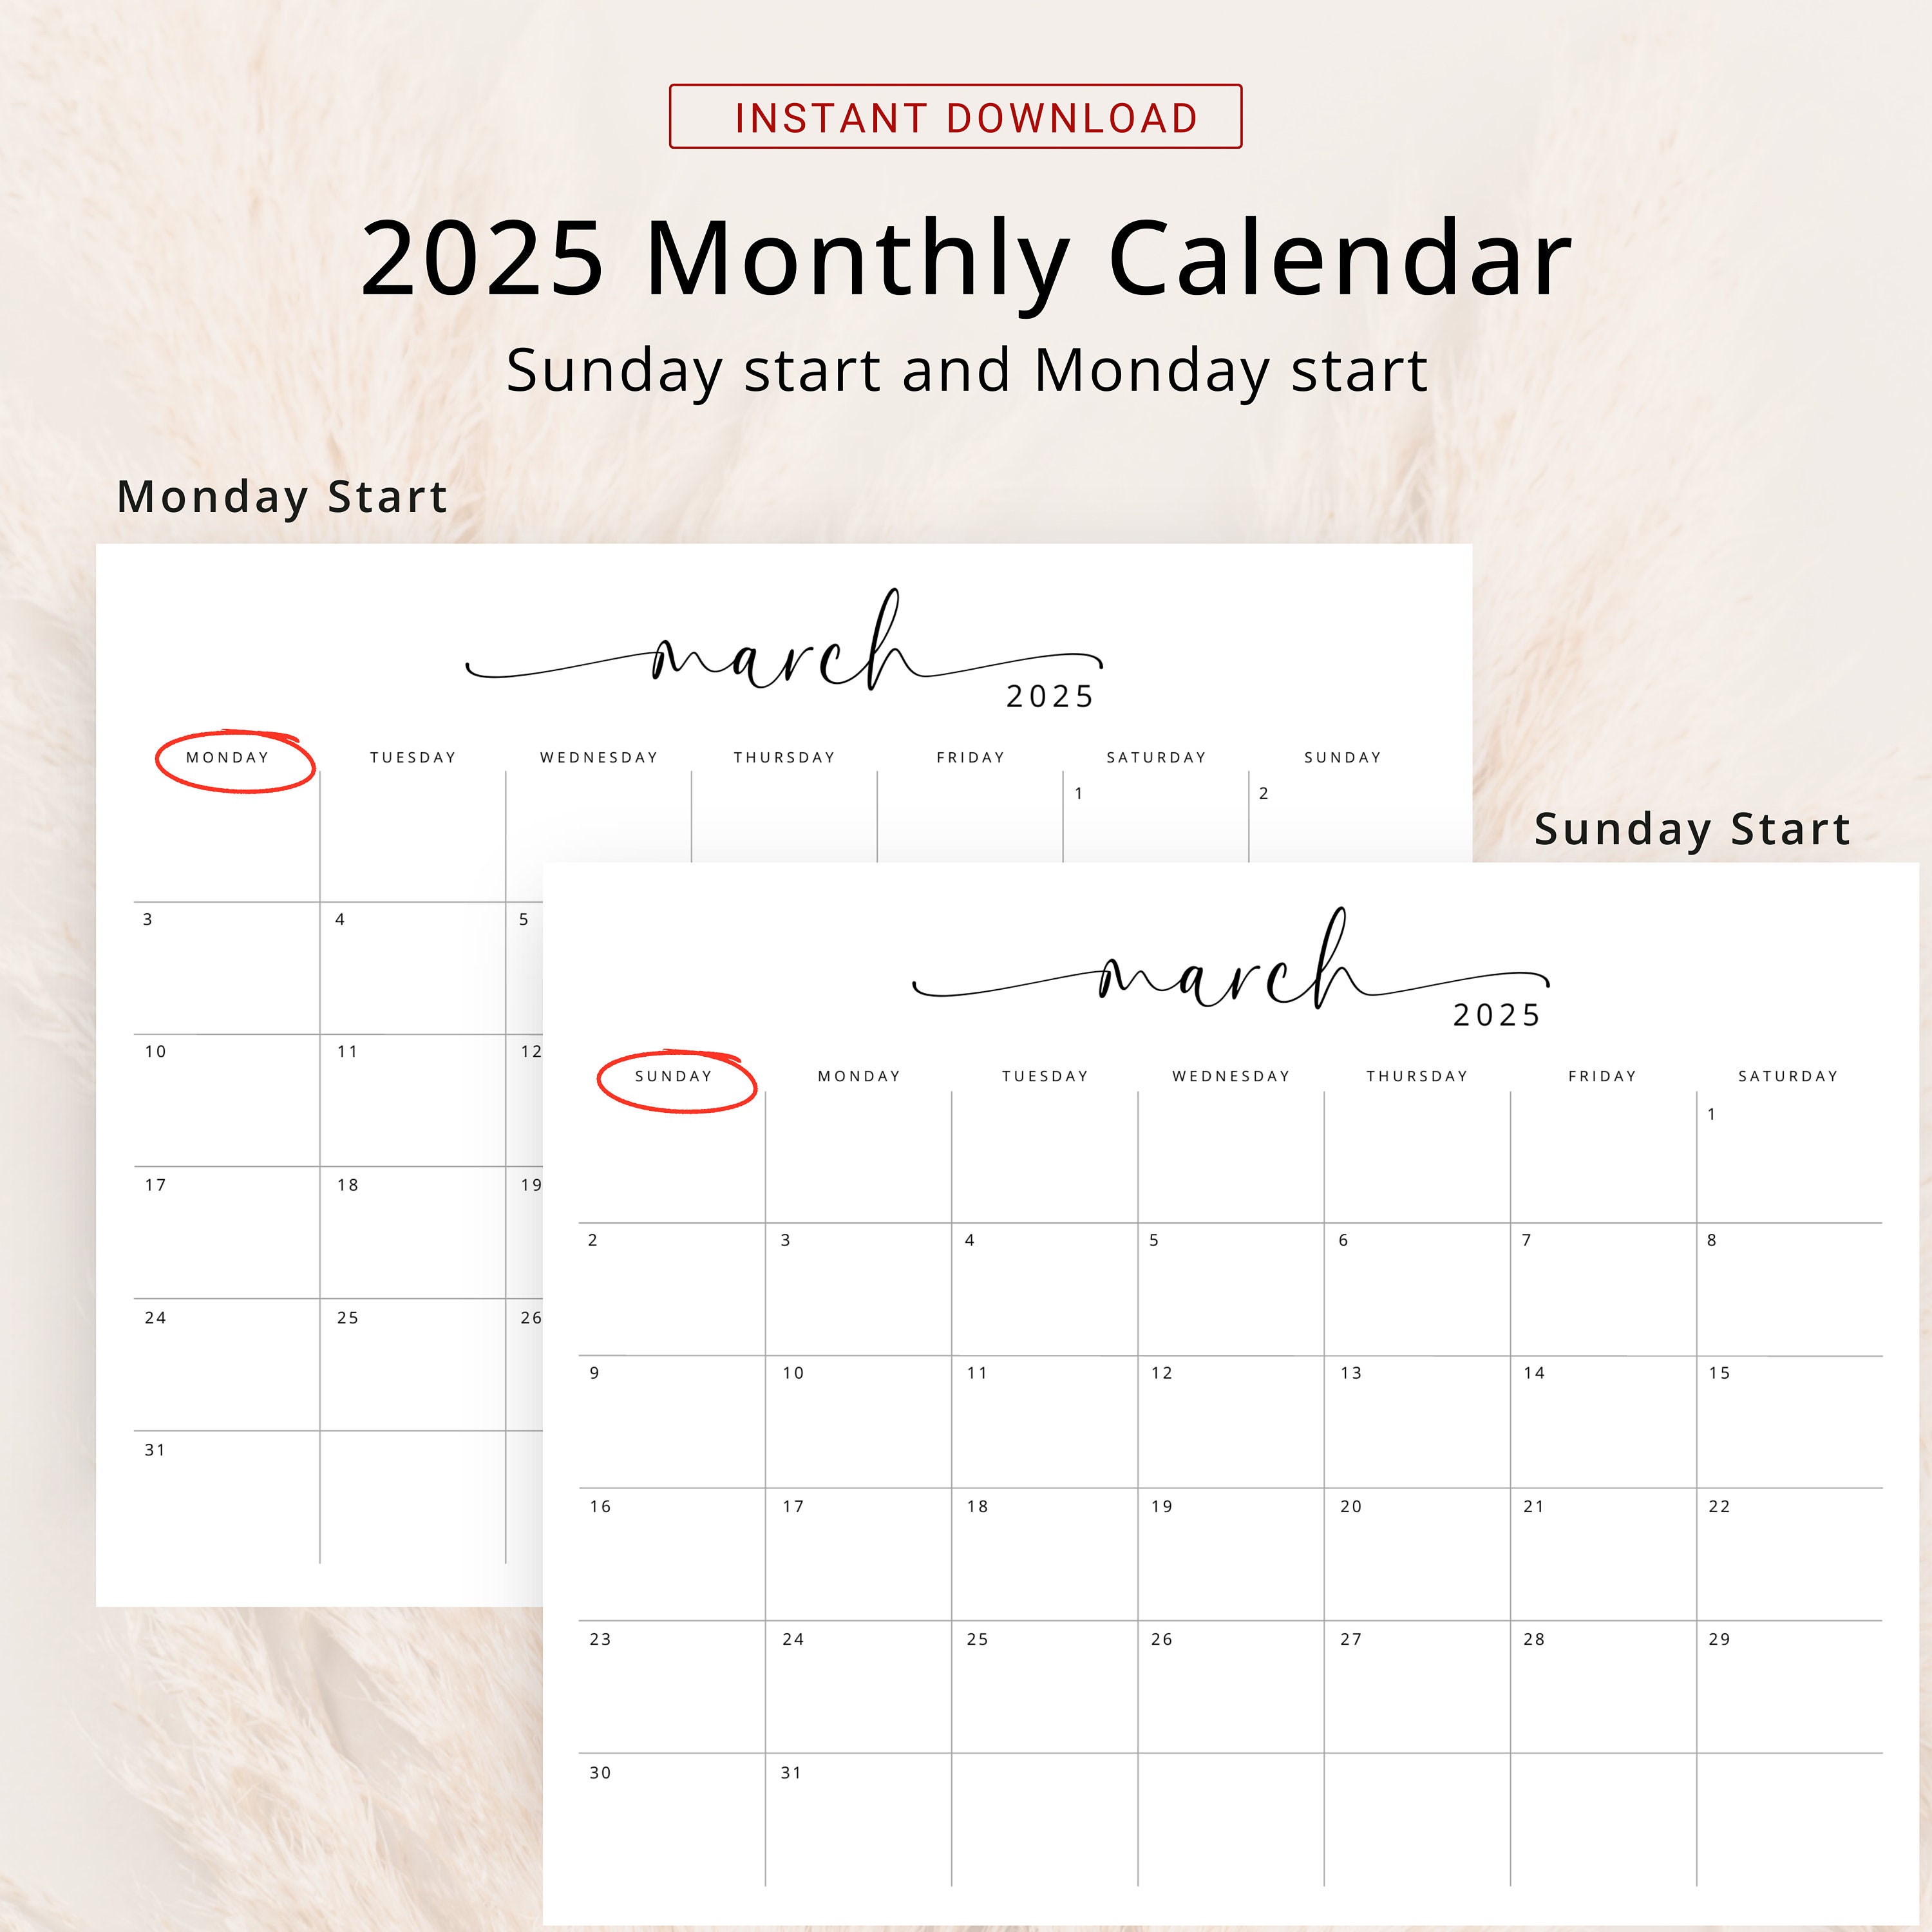 INSTANT DOWNLOAD
2025 Monthly Calendar
Sunday start and Monday start
Monday Start
march
2025
MONDAY TUESDAY WEDNESDAY THURSDAY FRIDAY SATURDAY SUNDAY
1 2
3 4 5
10 11 12
17 18 19
24 25 26
31
Sunday Start
march
2025
SUNDAY MONDAY TUESDAY WEDNESDAY THURSDAY FRIDAY SATURDAY
1
2 3 4 5 6 7 8
9 10 11 12 13 14 15
16 17 18 19 20 21 22
23 24 25 26 27 28 29
30 31